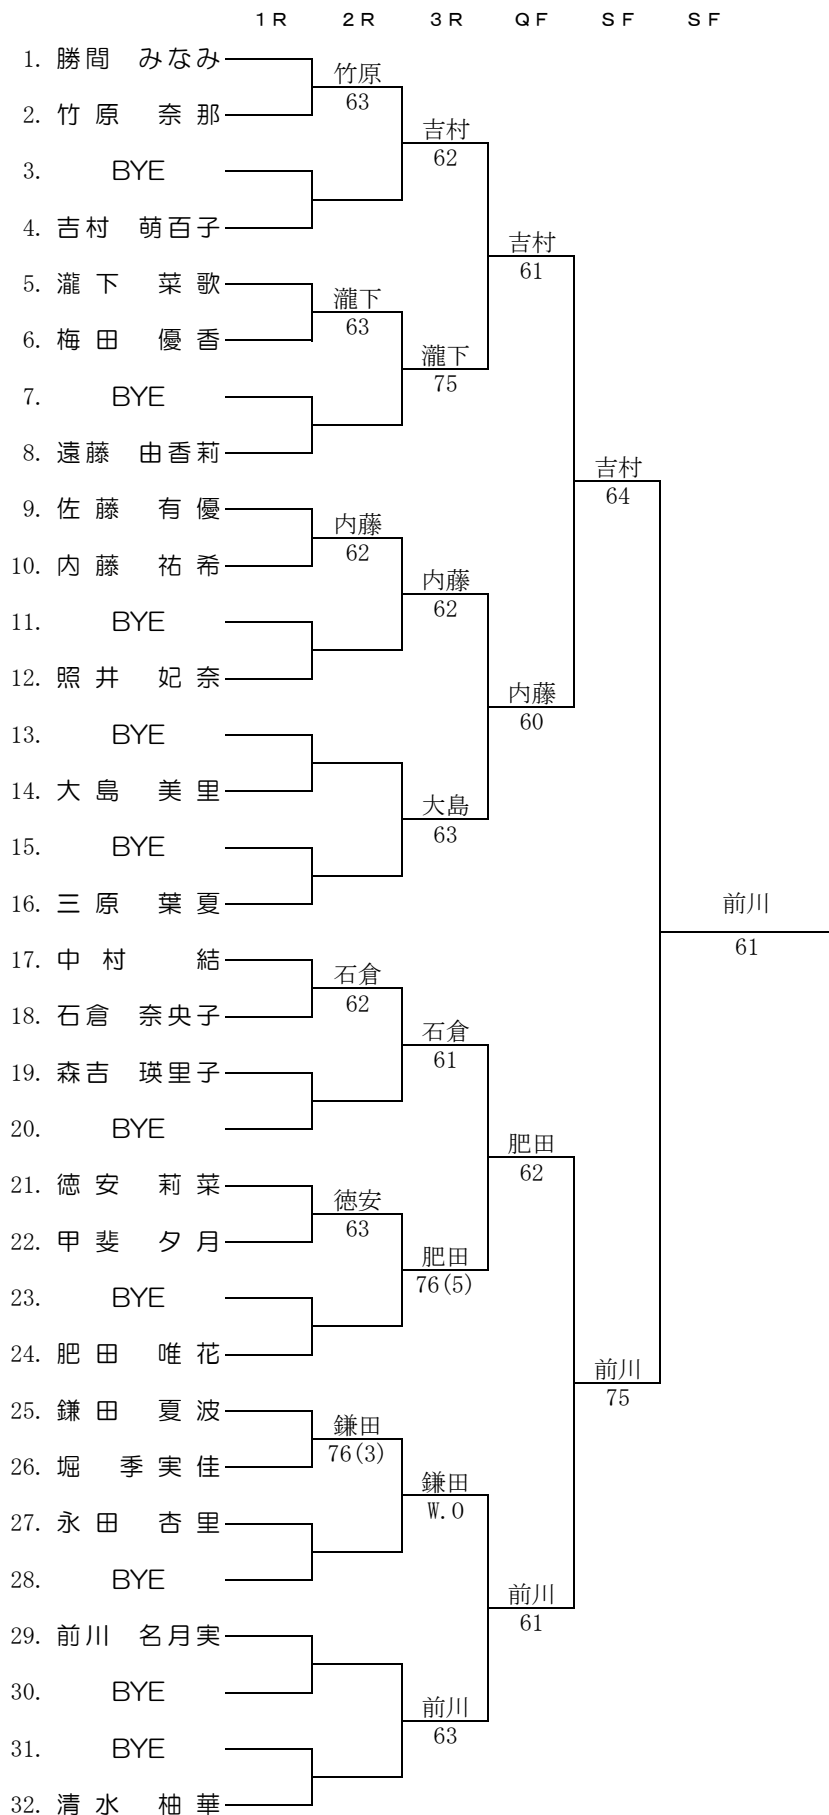 １Ｒ ２Ｒ ３Ｒ ＱＦ ＳＦ ＳＦ
1. 勝間 みなみ
竹原
63
2. 竹原 奈那
吉村
62
3. BYE
4. 吉村 萌百子
吉村
61
5. 瀧下 菜歌
瀧下
63
6. 梅田 優香
瀧下
75
7. BYE
8. 遠藤 由香莉
吉村
64
9. 佐藤 有優
内藤
62
10. 内藤 祐希
内藤
62
11. BYE
12. 照井 妃奈
内藤
60
13. BYE
14. 大島 美里
大島
63
15. BYE
16. 三原 葉夏
前川
61
17. 中村 結
石倉
62
18. 石倉 奈央子
石倉
61
19. 森吉 瑛里子
20. BYE
肥田
62
21. 徳安 莉菜
徳安
63
22. 甲斐 夕月
肥田
76(5)
23. BYE
24. 肥田 唯花
前川
75
25. 鎌田 夏波
鎌田
76(3)
26. 堀 季実佳
鎌田
W.O
27. 永田 杏里
28. BYE
前川
61
29. 前川 名月実
30. BYE
前川
63
31. BYE
32. 清水 柚華